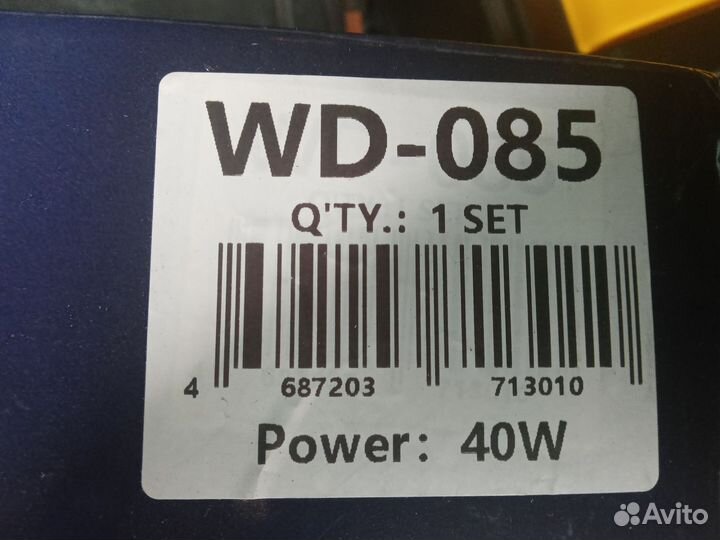 WD-085
Q'TY.: 1 SET
4 687203 713010
Power: 40W
Avito